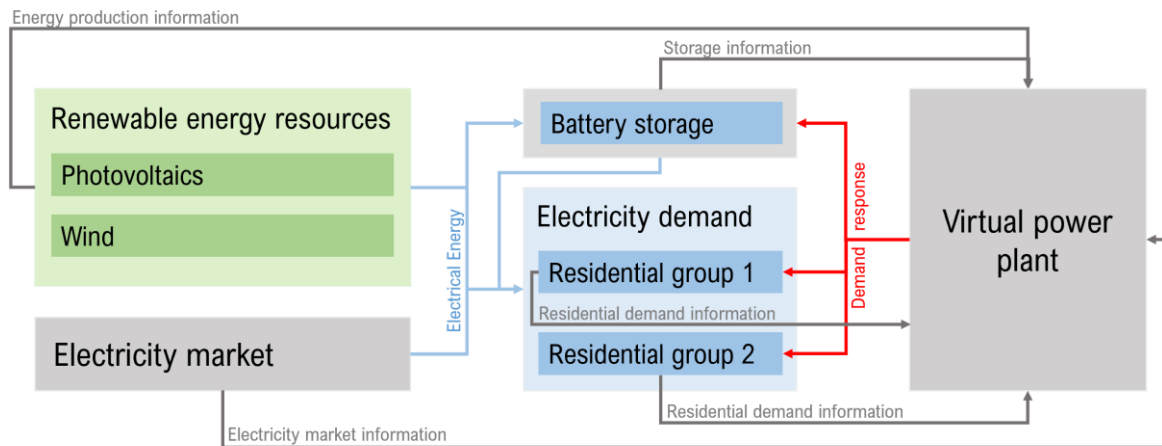 Energy production information
Storage information
Renewable energy resources
Photovoltaics
Wind
Battery storage
Electrical Energy
Electricity demand
Residential group 1
Residential demand information
Residential group 2
Demand response
Virtual power
plant
Electricity market
Residential demand information
Electricity market information